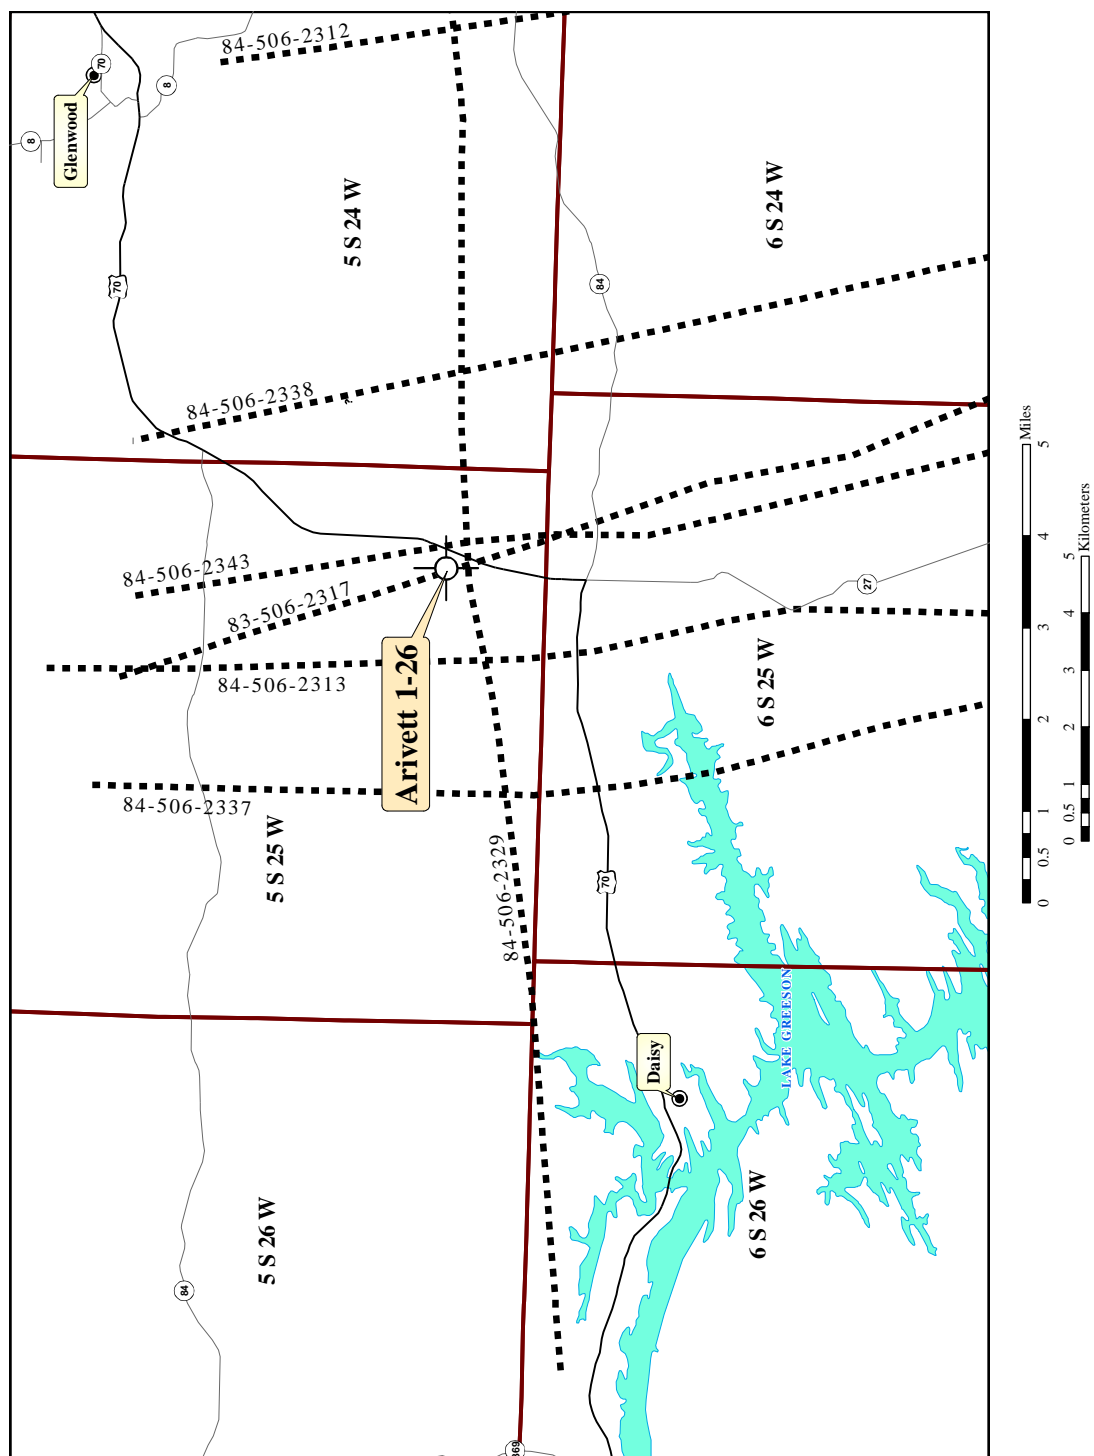 84-506-2312
70
8
Glenwood
8
5 S 24 W
6 S 24 W
70
84
84-506-2338
?
84-506-2343
83-506-2317
84-506-2313
27
Arivett 1-26
6 S 25 W
84-506-2337
5 S 25 W
84-506-2329
70
LAKE GREESON
Daisy
5 S 26 W
6 S 26 W
84
369
0 0.5 1 2 3 4 5
Miles
0 0.5 1 2 3 4 5
Kilometers